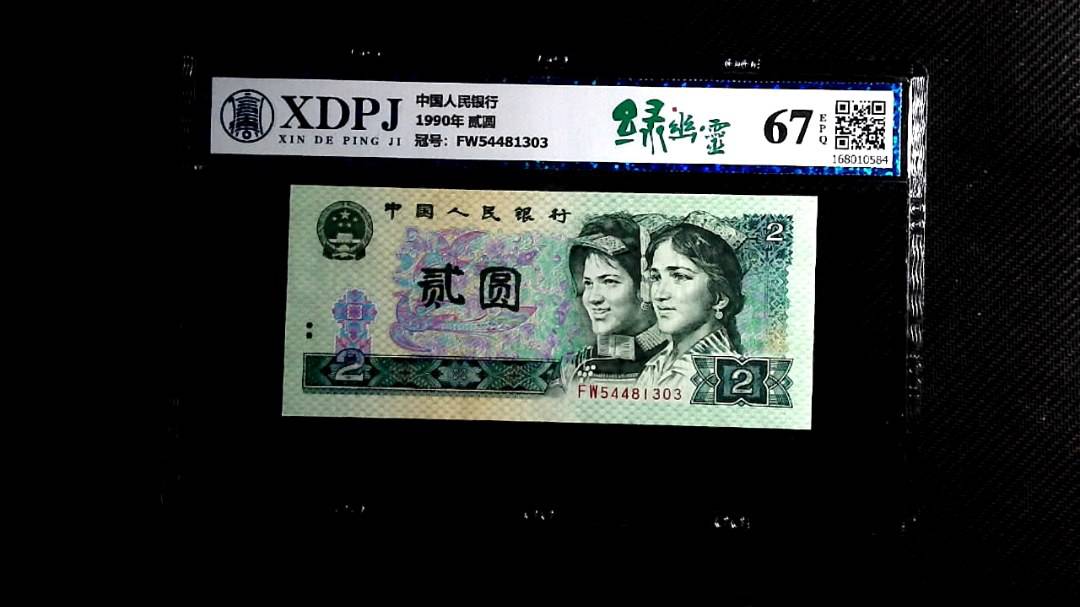 XDPJ
XIN DE PING JI
中国人民银行
1990年 贰圆
冠号: FW54481303
绿幽灵
67
EPQ
168010584
中国人民银行
2
贰圆
2
FW54481303
2